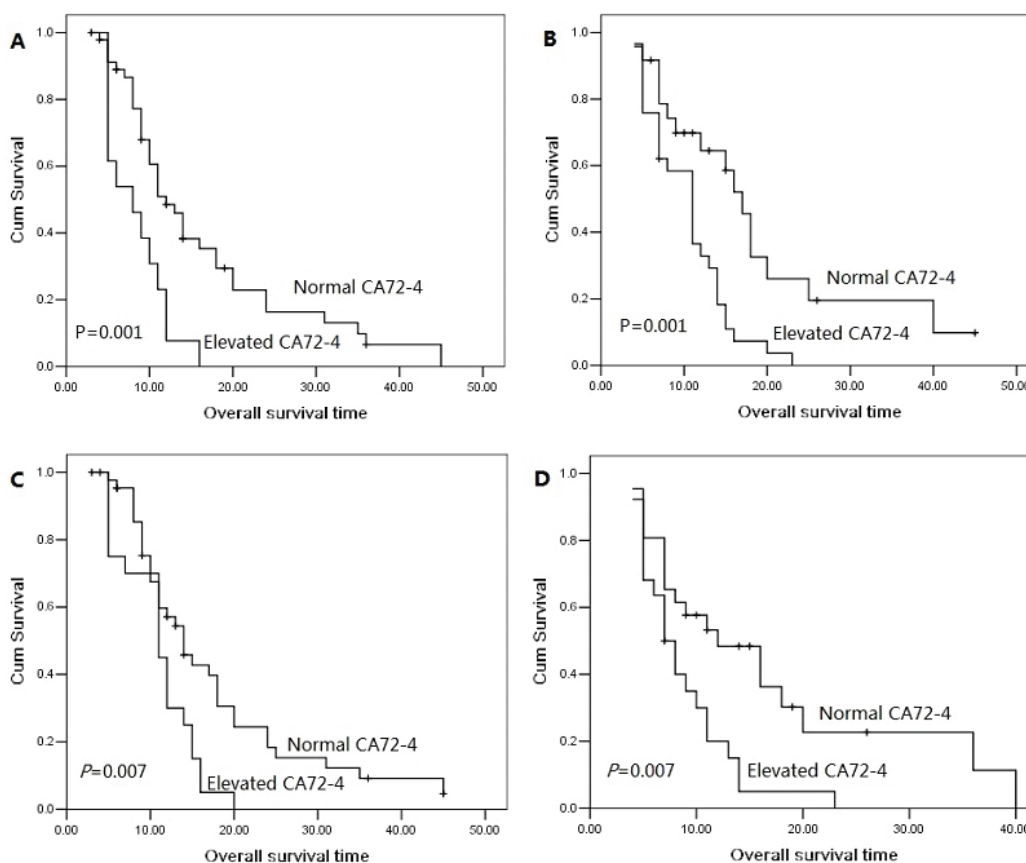 A
Cum Survival
1.0
0.8
0.6
0.4
0.2
0.0
Normal CA72-4
Elevated CA72-4
P=0.001
0.00 10.00 20.00 30.00 40.00 50.00
Overall survival time
B
Cum Survival
1.0
0.8
0.6
0.4
0.2
0.0
Normal CA72-4
Elevated CA72-4
P=0.001
0.00 10.00 20.00 30.00 40.00 50.0
Overall survival time
C
Cum Survival
1.0
0.8
0.6
0.4
0.2
0.0
Normal CA72-4
Elevated CA72-4
P=0.007
0.00 10.00 20.00 30.00 40.00 50.00
Overall survival time
D
Cum Survival
1.0
0.8
0.6
0.4
0.2
0.0
Normal CA72-4
Elevated CA72-4
P=0.007
0.00 10.00 20.00 30.00 40.0
Overall survival time